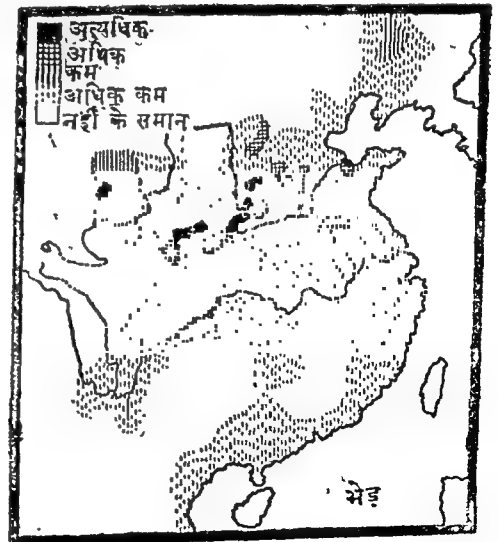 अत्यधिक
अधिक
कम
अधिक कम
नहीं के समान
भेड़